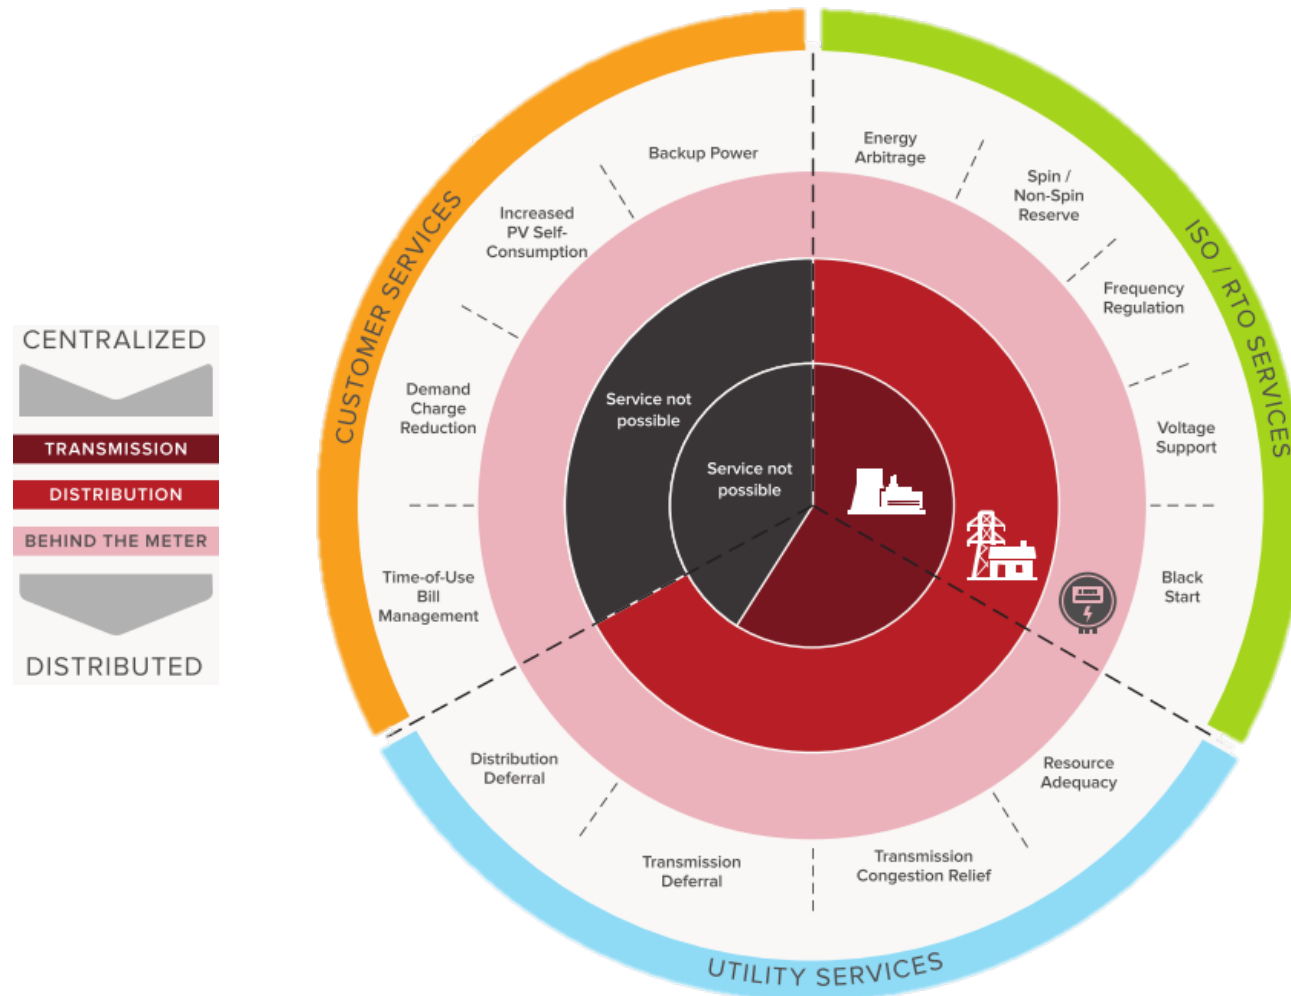 CENTRALIZED
TRANSMISSION
DISTRIBUTION
BEHIND THE METER
DISTRIBUTED
CUSTOMER SERVICES
ISO / RTO SERVICES
UTILITY SERVICES
Backup Power
Increased
PV Self-
Consumption
Demand
Charge
Reduction
Time-of-Use
Bill
Management
Energy
Arbitrage
Spin /
Non-Spin
Reserve
Frequency
Regulation
Voltage
Support
Black
Start
Resource
Adequacy
Transmission
Congestion Relief
Transmission
Deferral
Distribution
Deferral
Service not
possible
Service not
possible